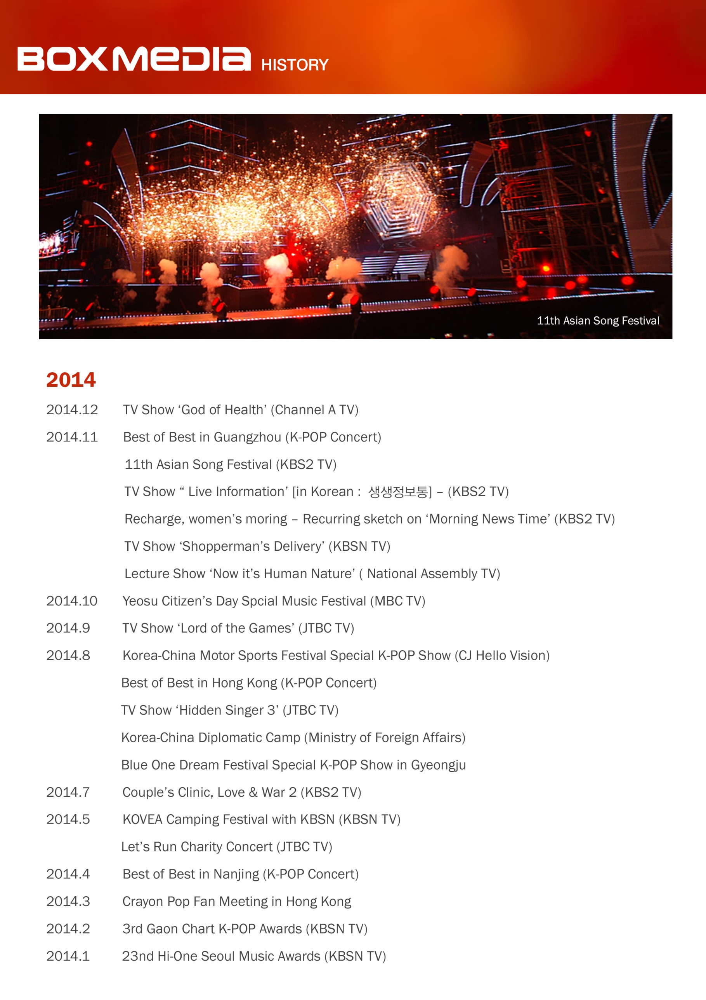 BOXMEDIA HISTORY
11th Asian Song Festival
2014
2014.12 TV Show ‘God of Health’ (Channel A TV)
2014.11 Best of Best in Guangzhou (K-POP Concert)
11th Asian Song Festival (KBS2 TV)
TV Show “ Live Information’ [in Korean : 생생정보통] – (KBS2 TV)
Recharge, women’s moring – Recurring sketch on ‘Morning News Time’ (KBS2 TV)
TV Show ‘Shopperman’s Delivery’ (KBSN TV)
Lecture Show ‘Now it’s Human Nature’ ( National Assembly TV)
2014.10 Yeosu Citizen’s Day Spcial Music Festival (MBC TV)
2014.9 TV Show ‘Lord of the Games’ (JTBC TV)
2014.8 Korea-China Motor Sports Festival Special K-POP Show (CJ Hello Vision)
Best of Best in Hong Kong (K-POP Concert)
TV Show ‘Hidden Singer 3’ (JTBC TV)
Korea-China Diplomatic Camp (Ministry of Foreign Affairs)
Blue One Dream Festival Special K-POP Show in Gyeongju
2014.7 Couple’s Clinic, Love & War 2 (KBS2 TV)
2014.5 KOVEA Camping Festival with KBSN (KBSN TV)
Let’s Run Charity Concert (JTBC TV)
2014.4 Best of Best in Nanjing (K-POP Concert)
2014.3 Crayon Pop Fan Meeting in Hong Kong
2014.2 3rd Gaon Chart K-POP Awards (KBSN TV)
2014.1 23nd Hi-One Seoul Music Awards (KBSN TV)